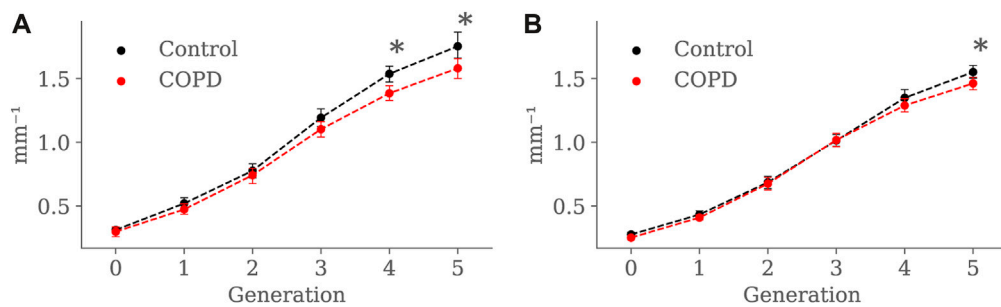 A
Control
COPD
*
*
mm⁻¹
1.5
1.0
0.5
0 1 2 3 4 5
Generation
B
Control
COPD
*
mm⁻¹
1.5
1.0
0.5
0 1 2 3 4 5
Generation